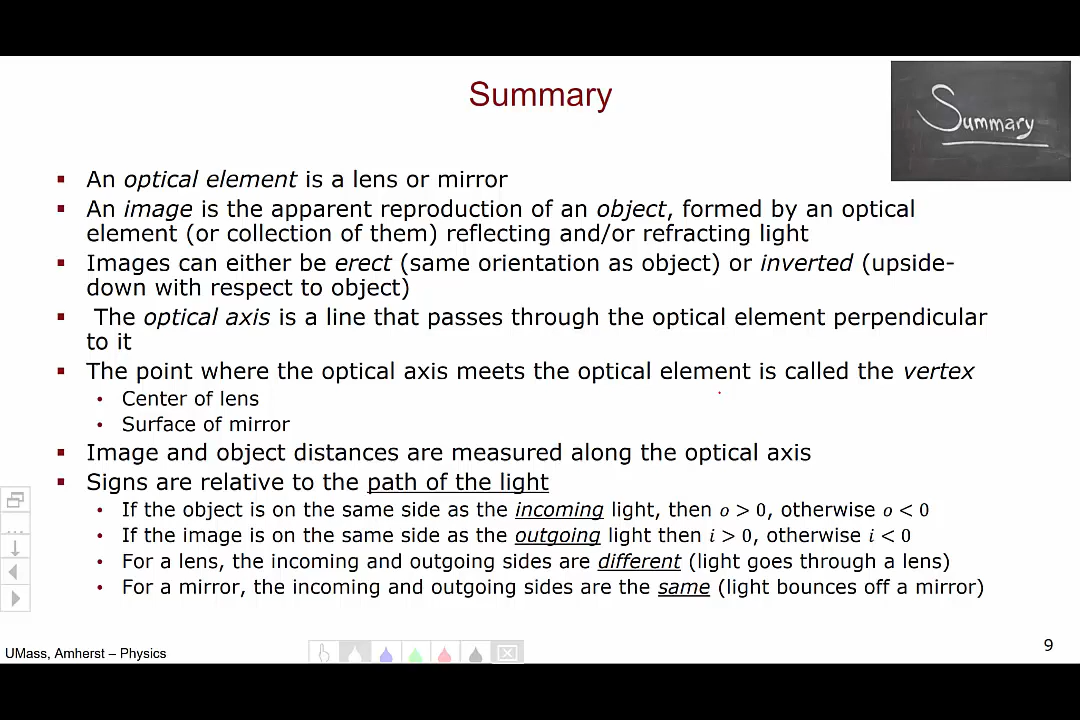 Summary
Summary
▪ An optical element is a lens or mirror
▪ An image is the apparent reproduction of an object, formed by an optical
element (or collection of them) reflecting and/or refracting light
▪ Images can either be erect (same orientation as object) or inverted (upside-
down with respect to object)
▪ The optical axis is a line that passes through the optical element perpendicular
to it
▪ The point where the optical axis meets the optical element is called the vertex
• Center of lens
• Surface of mirror
▪ Image and object distances are measured along the optical axis
▪ Signs are relative to the path of the light
• If the object is on the same side as the incoming light, then o > 0, otherwise o < 0
• If the image is on the same side as the outgoing light then i > 0, otherwise i < 0
• For a lens, the incoming and outgoing sides are different (light goes through a lens)
• For a mirror, the incoming and outgoing sides are the same (light bounces off a mirror)
UMass, Amherst – Physics
9